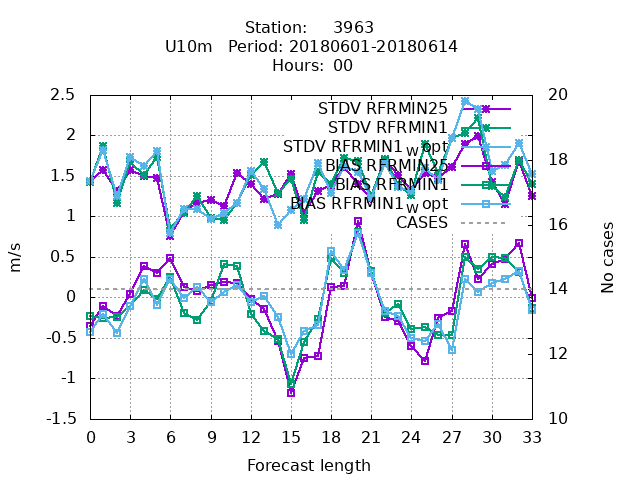 Station: 3963
U10m Period: 20180601-20180614
Hours: 00
2.5
2
1.5
1
0.5
0
-0.5
-1
-1.5
20
18
16
14
12
10
STDV RFRMIN25
STDV RFRMIN1
STDV RFRMIN1_w opt
BIAS RFRMIN25
BIAS RFRMIN1
BIAS RFRMIN1_w opt
CASES
m/s
No cases
0 3 6 9 12 15 18 21 24 27 30 33
Forecast length